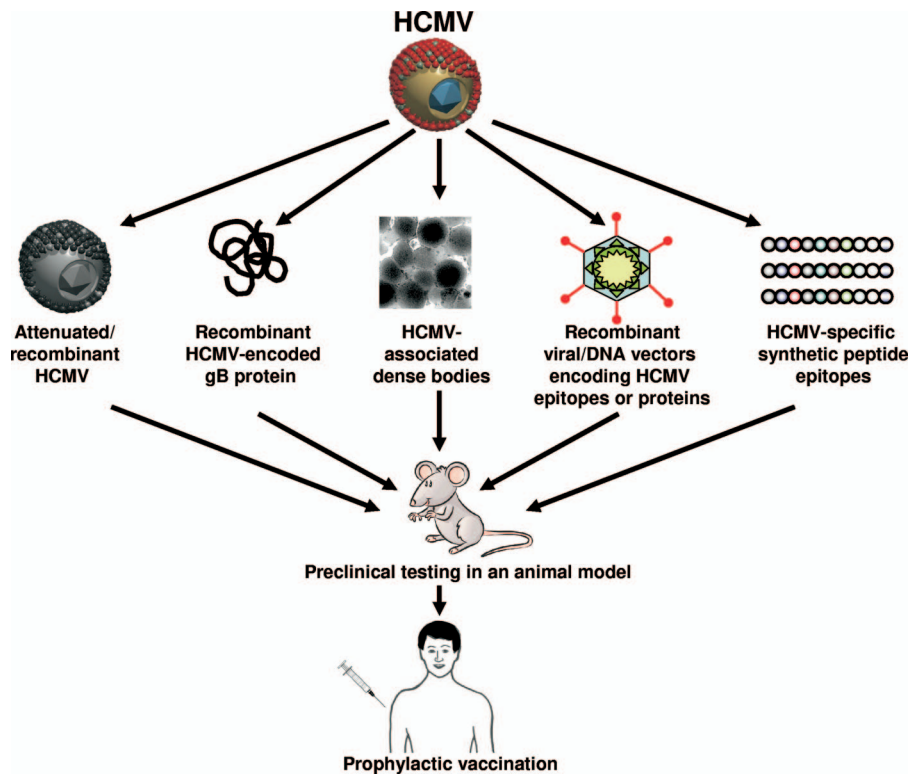 HCMV
Attenuated/
recombinant
HCMV
Recombinant
HCMV-encoded
gB protein
HCMV-
associated
dense bodies
Recombinant
viral/DNA vectors
encoding HCMV
epitopes or proteins
HCMV-specific
synthetic peptide
epitopes
Preclinical testing in an animal model
Prophylactic vaccination